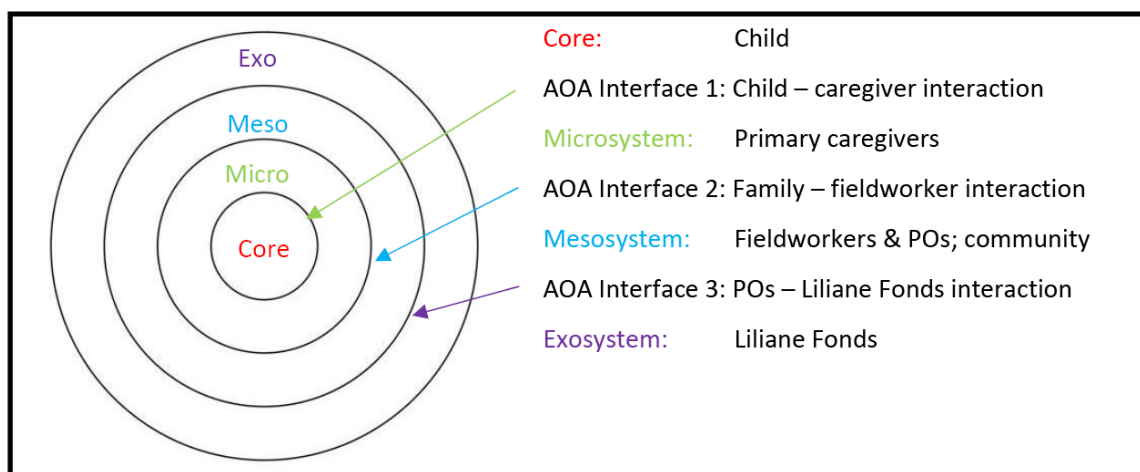 Exo
Meso
Micro
Core
Core: Child
AOA Interface 1: Child – caregiver interaction
Microsystem: Primary caregivers
AOA Interface 2: Family – fieldworker interaction
Mesosystem: Fieldworkers & POs; community
AOA Interface 3: POs – Liliane Fonds interaction
Exosystem: Liliane Fonds